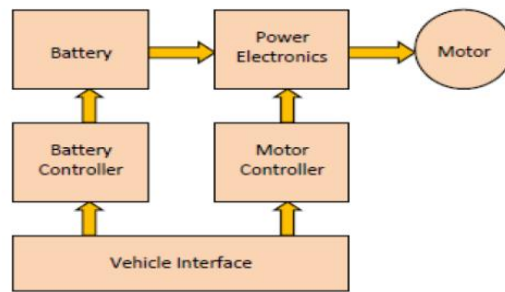 Battery
Power
Electronics
Motor
Battery
Controller
Motor
Controller
Vehicle Interface